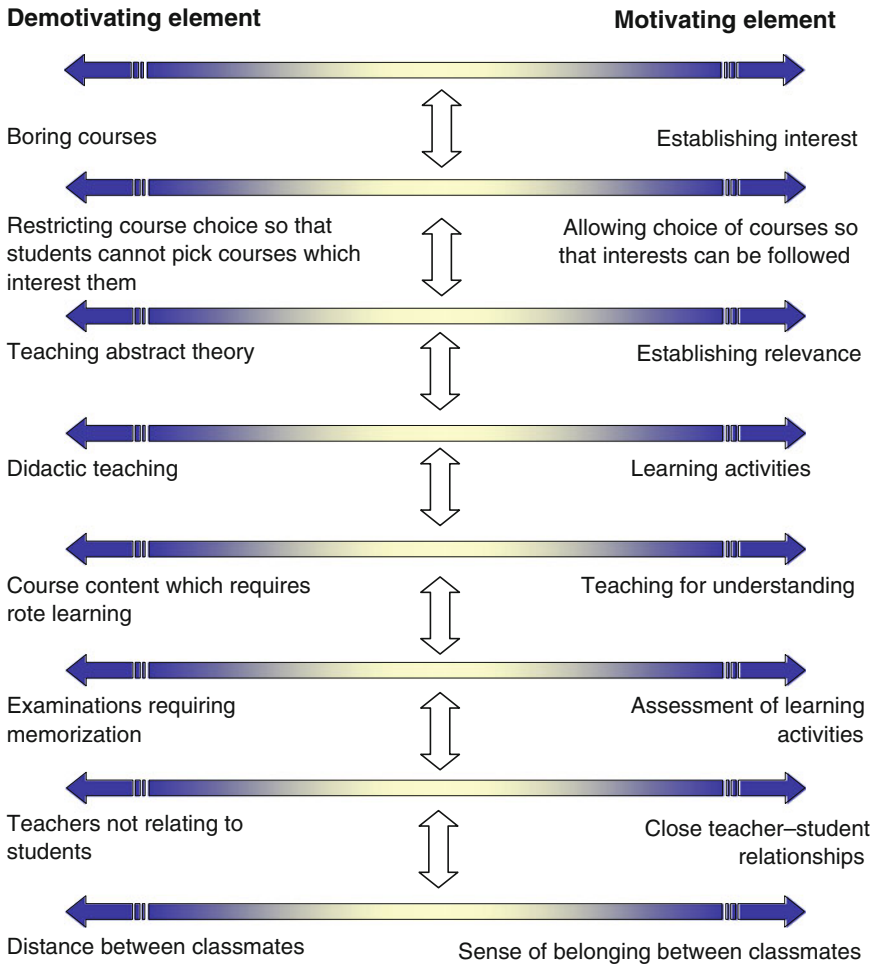 Demotivating element
Motivating element
Boring courses
Establishing interest
Restricting course choice so that
students cannot pick courses which
interest them
Allowing choice of courses so
that interests can be followed
Teaching abstract theory
Establishing relevance
Didactic teaching
Learning activities
Course content which requires
rote learning
Teaching for understanding
Examinations requiring
memorization
Assessment of learning
activities
Teachers not relating to
students
Close teacher–student
relationships
Distance between classmates
Sense of belonging between classmates